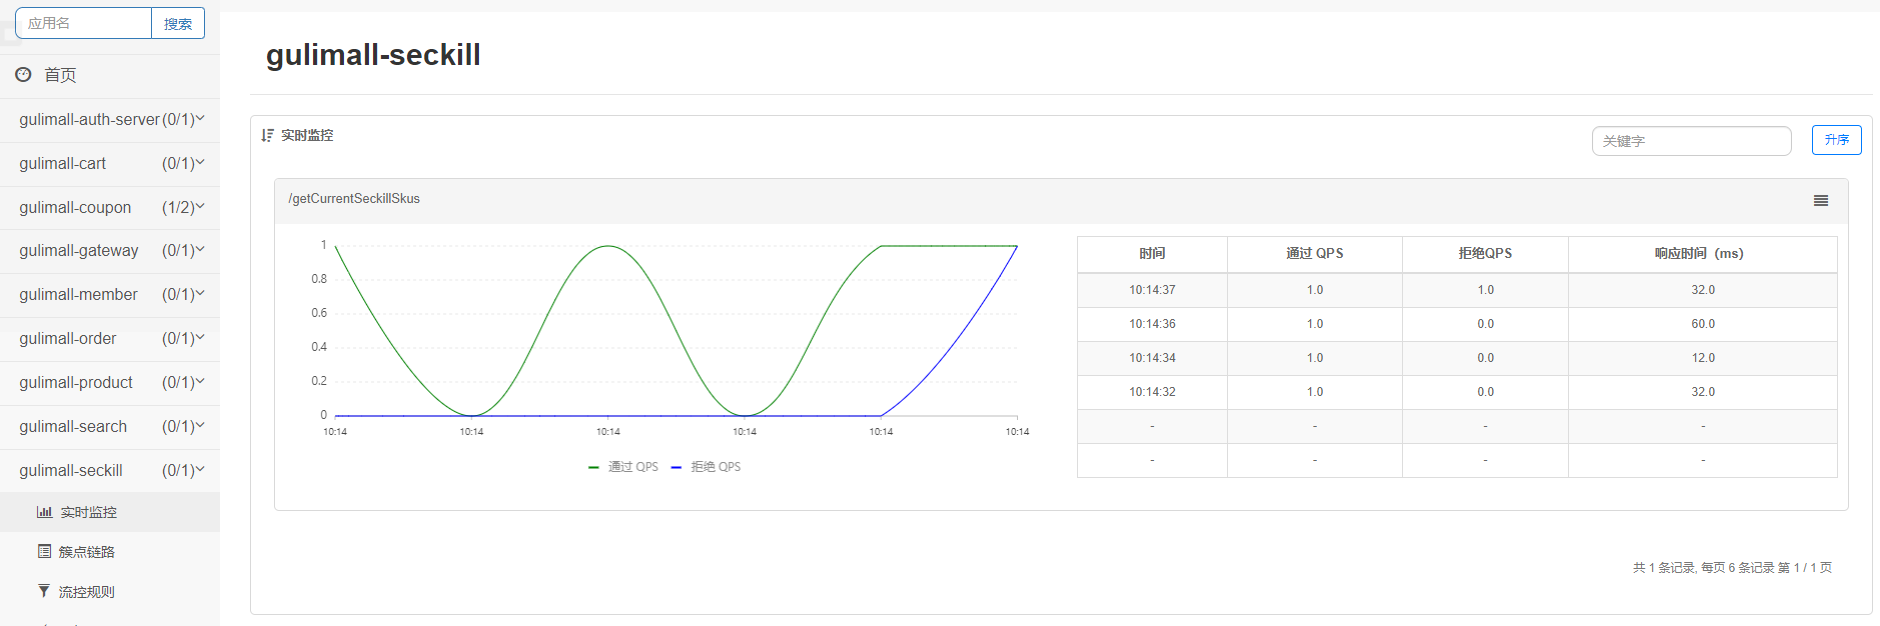 应用名 搜索
首页
gulimall-auth-server (0/1)
gulimall-cart (0/1)
gulimall-coupon (1/2)
gulimall-gateway (0/1)
gulimall-member (0/1)
gulimall-order (0/1)
gulimall-product (0/1)
gulimall-search (0/1)
gulimall-seckill (0/1)
实时监控
簇点链路
流控规则
gulimall-seckill
实时监控 关键字 升序
/getCurrentSeckillSkus
1
0.8
0.6
0.4
0.2
0
10:14 10:14 10:14 10:14 10:14 10:14
通过 QPS 拒绝 QPS
时间 通过 QPS 拒绝QPS 响应时间（ms）
10:14:37 1.0 1.0 32.0
10:14:36 1.0 0.0 60.0
10:14:34 1.0 0.0 12.0
10:14:32 1.0 0.0 32.0
- - - -
- - - -
共 1 条记录, 每页 6 条记录 第 1 / 1 页